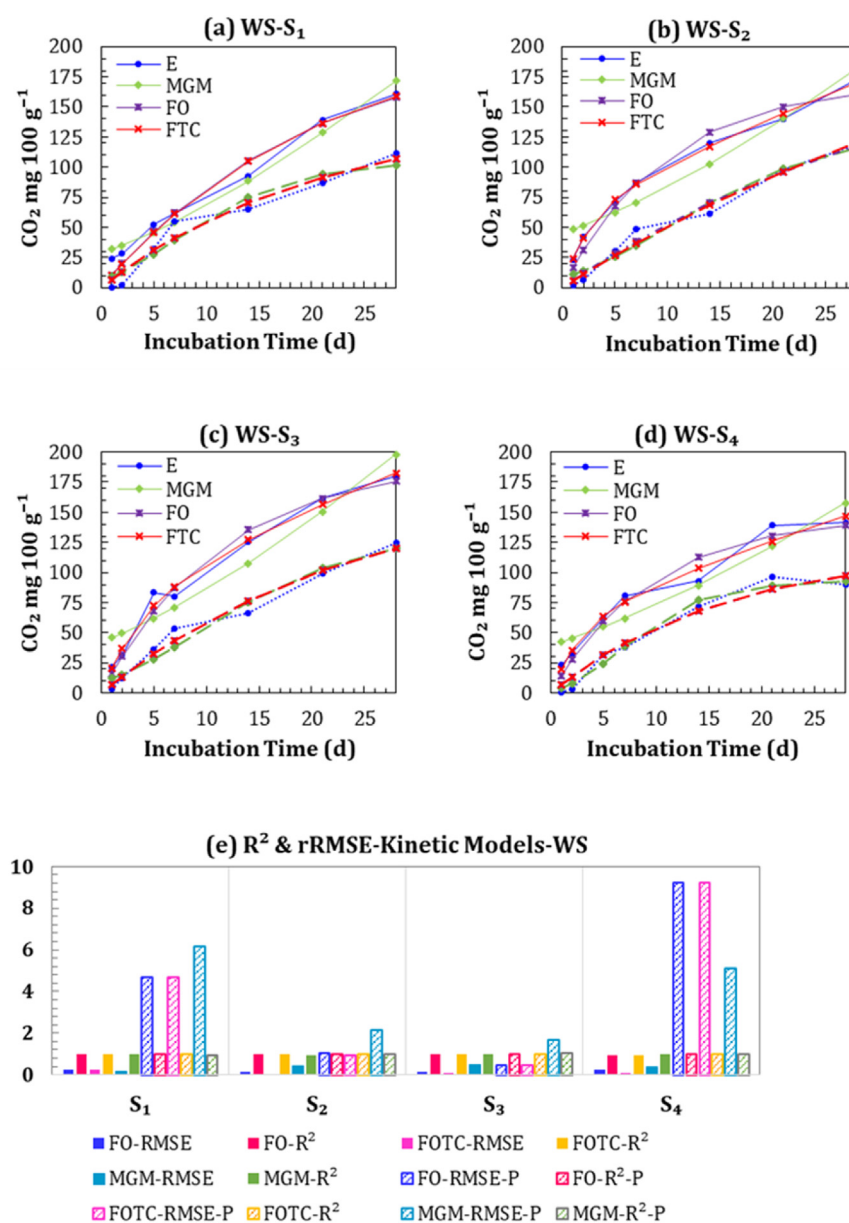 (a) WS-S₁
200
175
150
125
100
75
50
25
0
CO₂ mg 100 g⁻¹
E
MGM
FO
FTC
0 5 10 15 20 25
Incubation Time (d)
(b) WS-S₂
200
175
150
125
100
75
50
25
0
CO₂ mg 100 g⁻¹
E
MGM
FO
FTC
0 5 10 15 20 25
Incubation Time (d)
(c) WS-S₃
200
175
150
125
100
75
50
25
0
CO₂ mg 100 g⁻¹
E
MGM
FO
FTC
0 5 10 15 20 25
Incubation Time (d)
(d) WS-S₄
200
175
150
125
100
75
50
25
0
CO₂ mg 100 g⁻¹
E
MGM
FO
FTC
0 5 10 15 20 25
Incubation Time (d)
(e) R² & rRMSE-Kinetic Models-WS
10
8
6
4
2
0
S₁ S₂ S₃ S₄
FO-RMSE FO-R² FOTC-RMSE FOTC-R²
MGM-RMSE MGM-R² FO-RMSE-P FO-R²-P
FOTC-RMSE-P FOTC-R² MGM-RMSE-P MGM-R²-P